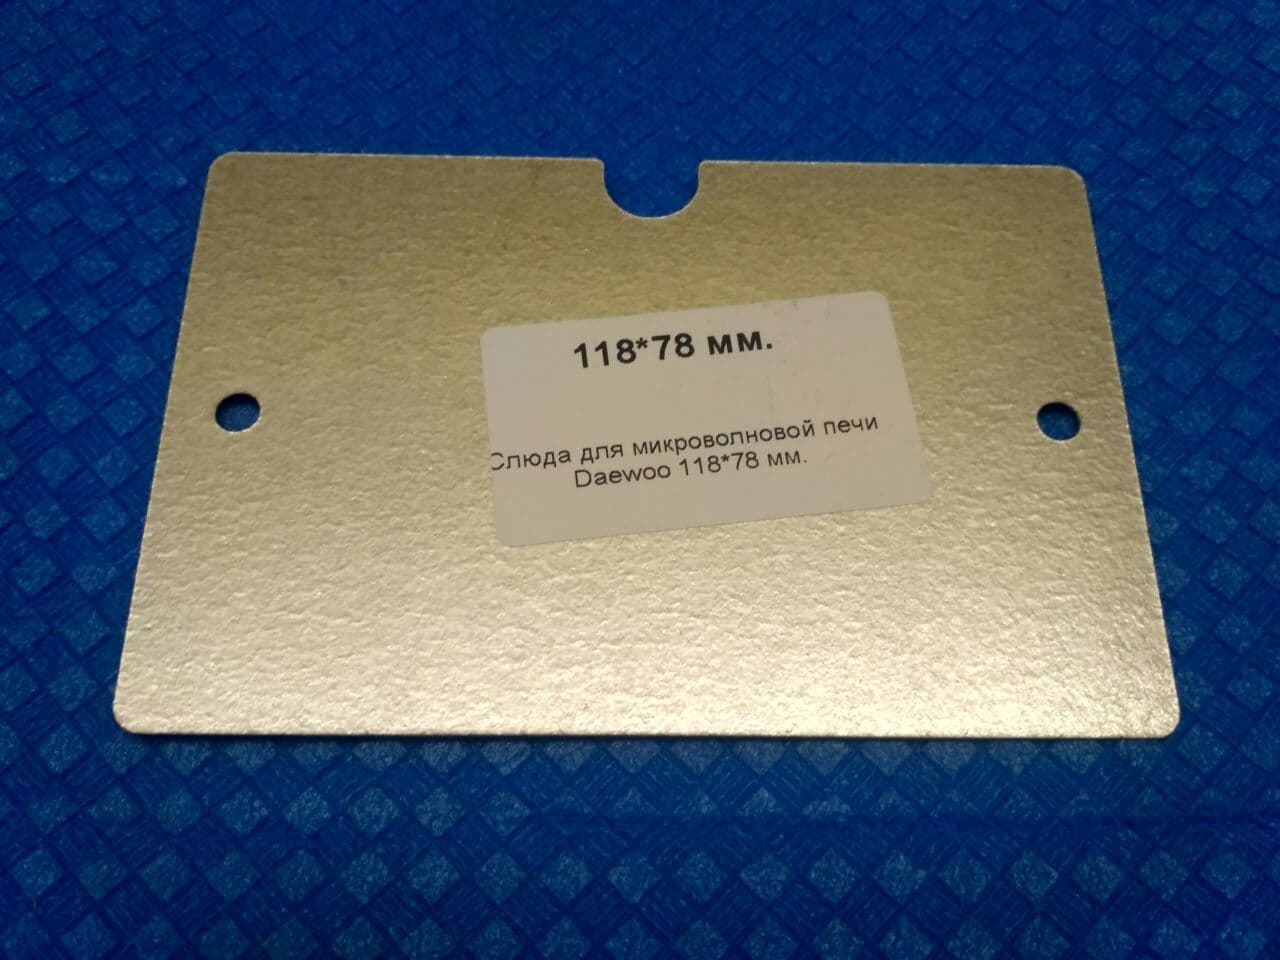 118*78 мм.
Слюда для микроволновой печи
Daewoo 118*78 мм.